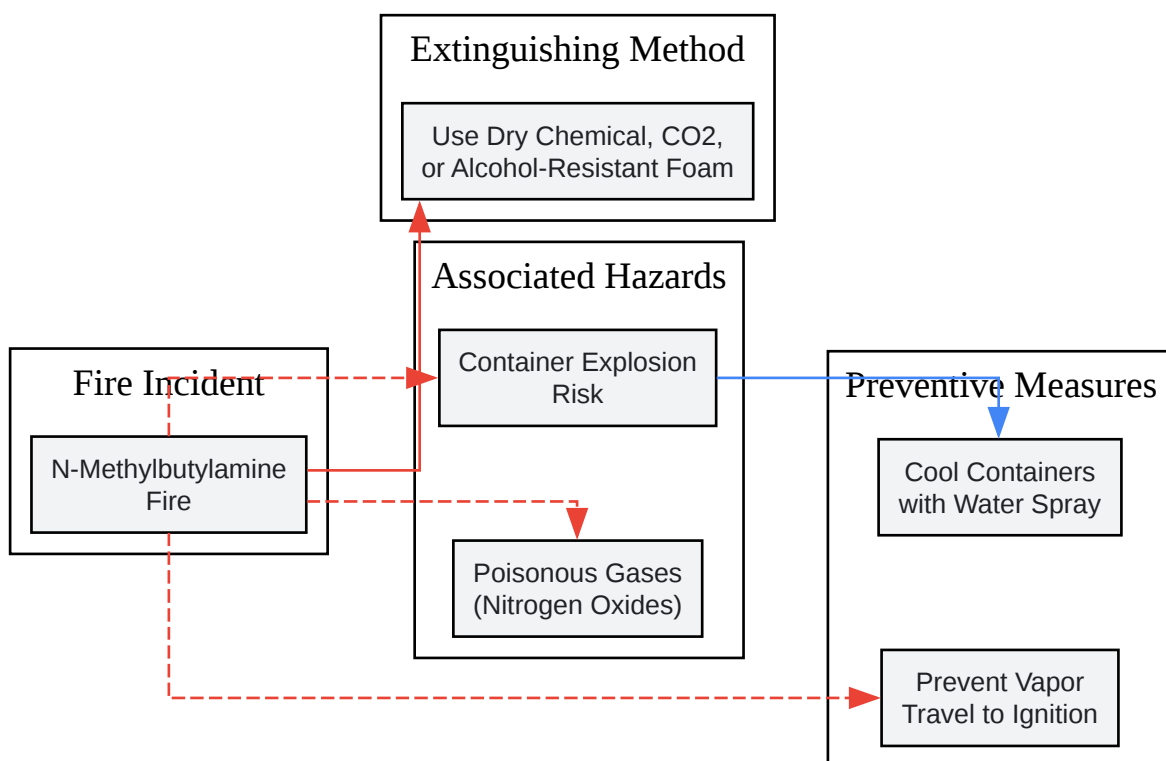 Extinguishing Method
Use Dry Chemical, CO2,
or Alcohol-Resistant Foam
Associated Hazards
Container Explosion
Risk
Poisonous Gases
(Nitrogen Oxides)
Fire Incident
N-Methylbutylamine
Fire
Preventive Measures
Cool Containers
with Water Spray
Prevent Vapor
Travel to Ignition